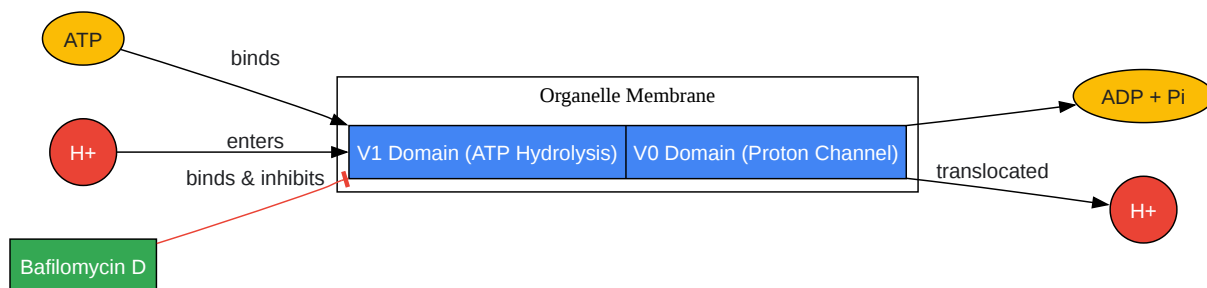 ATP
binds
Organelle Membrane
ADP + Pi
H+
enters
V1 Domain (ATP Hydrolysis)
V0 Domain (Proton Channel)
binds & inhibits
translocated
H+
Bafilomycin D